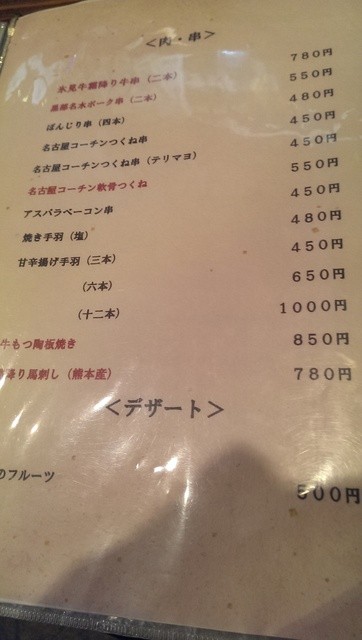 ＜肉・串＞
氷見牛霜降り牛串（二本） 780円
黒部名水ポーク串（二本） 550円
ぼんじり串（四本） 480円
名古屋コーチンつくね串 450円
名古屋コーチンつくね串（テリマヨ） 450円
名古屋コーチン軟骨つくね 550円
アスパラベーコン串 450円
焼き手羽（塩） 480円
甘辛揚げ手羽（三本） 450円
（六本） 650円
（十二本） 1000円
牛もつ陶板焼き 850円
降り馬刺し（熊本産） 780円
＜デザート＞
のフルーツ 500円